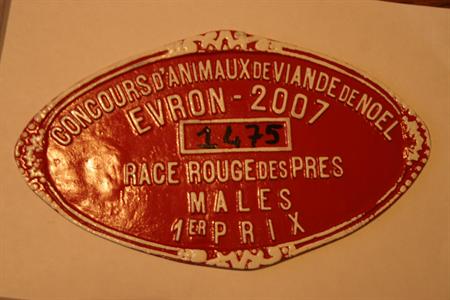 CONCOURS D'ANIMAUX DE VIANDE DE NOEL
EVRON - 2007
1475
RACE ROUGE DES PRES
MALES
1ER PRIX